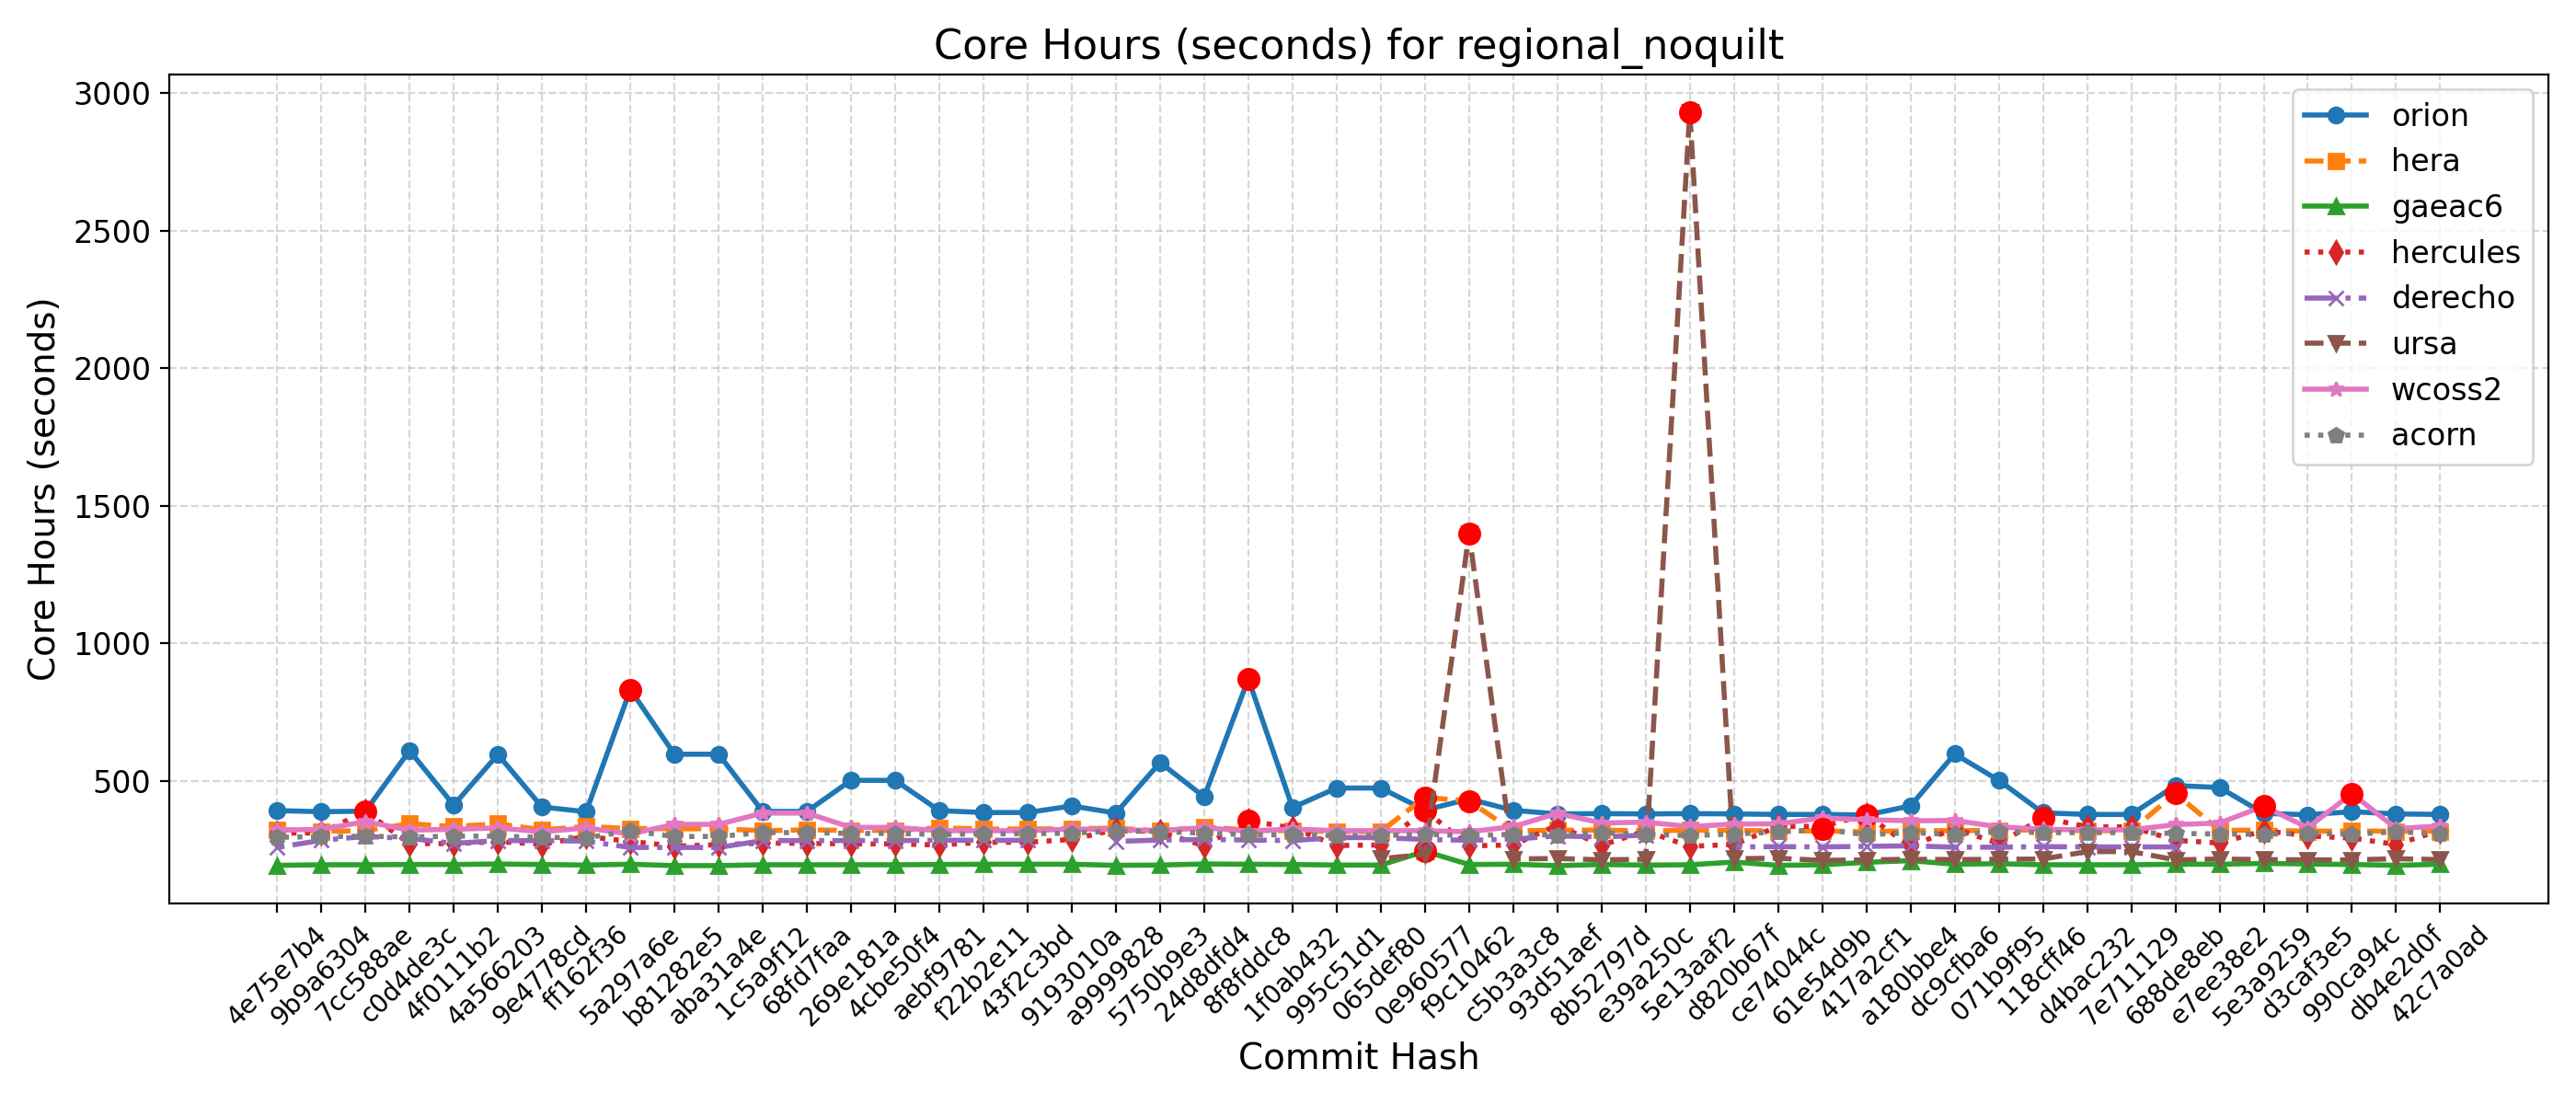 Core Hours (seconds) for regional_noquilt
Core Hours (seconds)
3000
2500
2000
1500
1000
500
orion
hera
gaeac6
hercules
derecho
ursa
wcoss2
acorn
4e75e7b4
9b9a6304
7cc588ae
c0d4de3c
4f0111b2
4a566203
9e4778cd
ff162f36
5a297a6e
b81282e5
aba31a4e
1c5a9f12
68fd7faa
269e181a
4cbe50f4
aebf9781
f22b2e11
43f2c3bd
9193010a
a9999828
5750b9e3
24d8dfd4
8f8fddc8
1f0ab432
995c51d1
065def80
0e960577
f9c10462
c5b3a3c8
93d51aef
8b52797d
e39a250c
5e13aaf2
d820b67f
ce74044c
61e54d9b
417a2cf1
a180bbe4
dc9cfba6
071b9f95
118cff46
d4bac232
7e711129
688de8eb
e7ee38e2
5e3a9259
d3caf3e5
990ca94c
db4e2d0f
42c7a0ad
Commit Hash